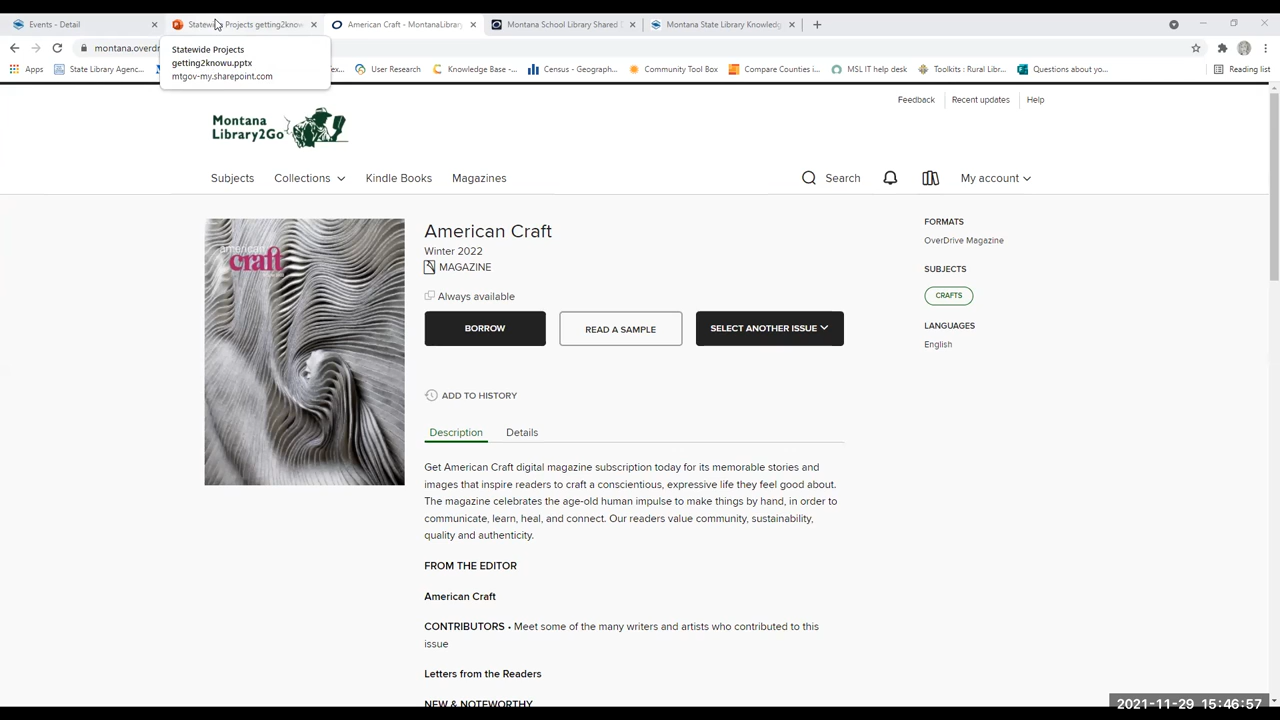 Events - Detail
Statewide Projects getting2know
American Craft - MontanaLibrary
Montana School Library Shared
Montana State Library Knowledg
Statewide Projects
getting2knowu.pptx
mtgov-my.sharepoint.com
montana.overdr
Apps
State Library Agenc...
ex...
User Research
Knowledge Base -...
Census - Geograph...
Community Tool Box
Compare Counties i...
MSL IT help desk
Toolkits : Rural Libr...
Questions about yo...
Reading list
Feedback
Recent updates
Help
Montana
Library2Go
Subjects
Collections
Kindle Books
Magazines
Search
My account
american
craft
American Craft
Winter 2022
MAGAZINE
Always available
BORROW
READ A SAMPLE
SELECT ANOTHER ISSUE
ADD TO HISTORY
FORMATS
OverDrive Magazine
SUBJECTS
CRAFTS
LANGUAGES
English
Description
Details
Get American Craft digital magazine subscription today for its memorable stories and
images that inspire readers to craft a conscientious, expressive life they feel good about.
The magazine celebrates the age-old human impulse to make things by hand, in order to
communicate, learn, heal, and connect. Our readers value community, sustainability,
quality and authenticity.
FROM THE EDITOR
American Craft
CONTRIBUTORS • Meet some of the many writers and artists who contributed to this
issue
Letters from the Readers
NEW & NOTEWORTHY
2021-11-29 15:46:57